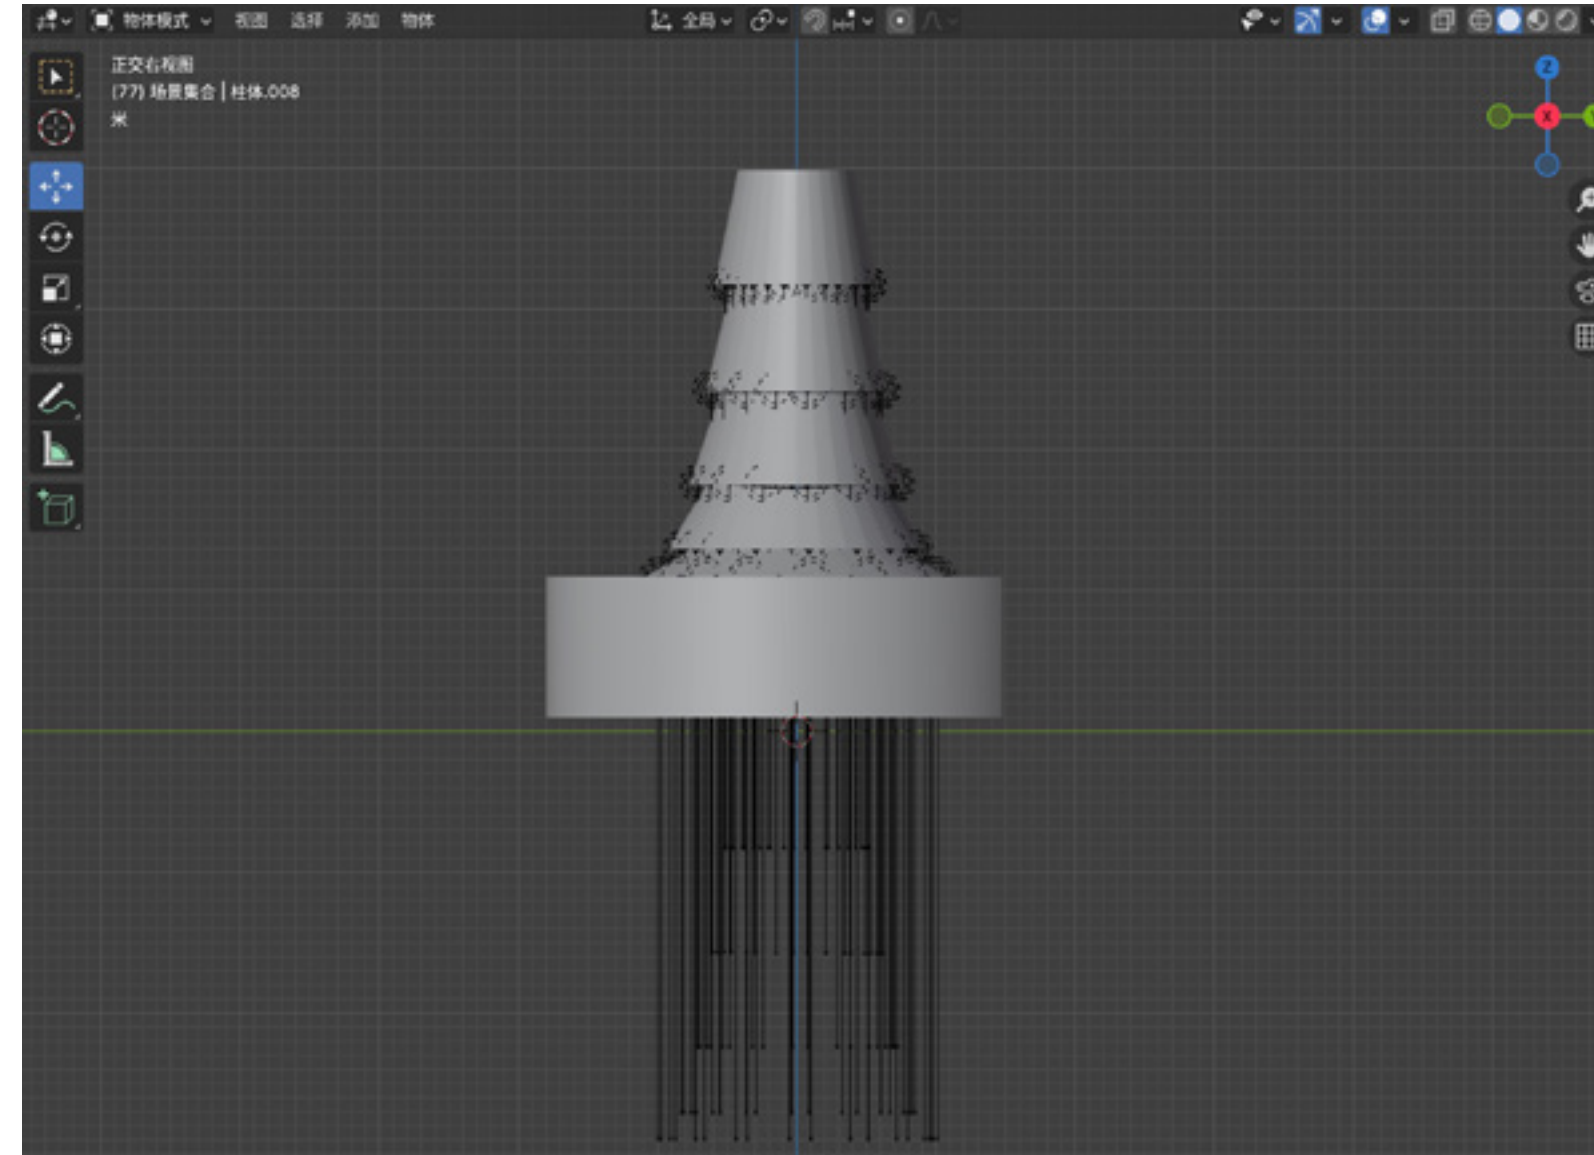 物体模式 视图 选择 添加 物体 全局
正交右视图
(77) 场景集合 | 柱体.008
米
Z
X